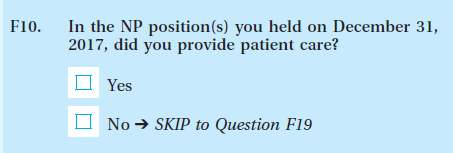 F10. In the NP position(s) you held on December 31,
2017, did you provide patient care?
Yes
No → SKIP to Question F19